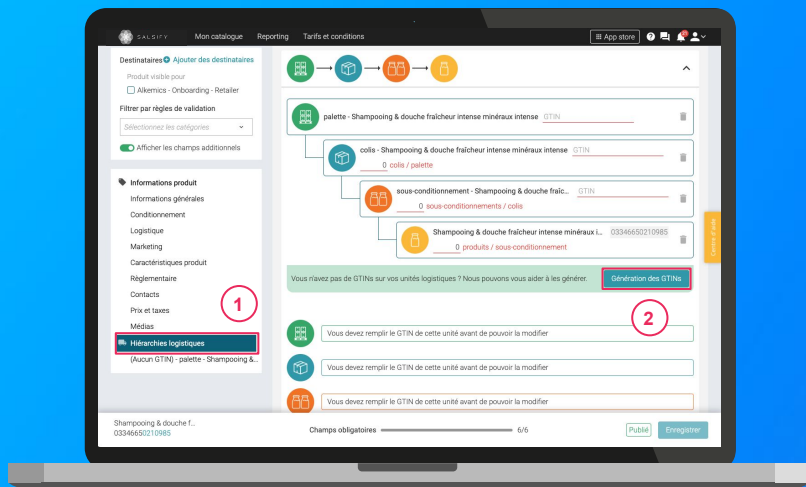 SALSIFY Mon catalogue Reporting Tarifs et conditions App store
Destinataires Ajouter des destinataires
Produit visible pour
Alkemics - Onboarding - Retailer
Filtrer par règles de validation
Sélectionnez les catégories
Afficher les champs additionnels
Informations produit
Informations générales
Conditionnement
Logistique
Marketing
Caractéristiques produit
Règlementaire
Contacts
Prix et taxes
Médias
Hiérarchies logistiques
(Aucun GTIN) - palette - Shampooing &...
1
palette - Shampooing & douche fraîcheur intense minéraux intense GTIN
colis - Shampooing & douche fraîcheur intense minéraux intense GTIN
0 colis / palette
sous-conditionnement - Shampooing & douche fraîc... GTIN
0 sous-conditionnements / colis
Shampooing & douche fraîcheur intense minéraux i... 03346650210985
0 produits / sous-conditionnement
Centre d'aide
Vous n'avez pas de GTINs sur vos unités logistiques ? Nous pouvons vous aider à les générer. Génération des GTINs
2
Vous devez remplir le GTIN de cette unité avant de pouvoir la modifier
Vous devez remplir le GTIN de cette unité avant de pouvoir la modifier
Vous devez remplir le GTIN de cette unité avant de pouvoir la modifier
Shampooing & douche f...
03346650210985
Champs obligatoires 6/6
Publié Enregistrer